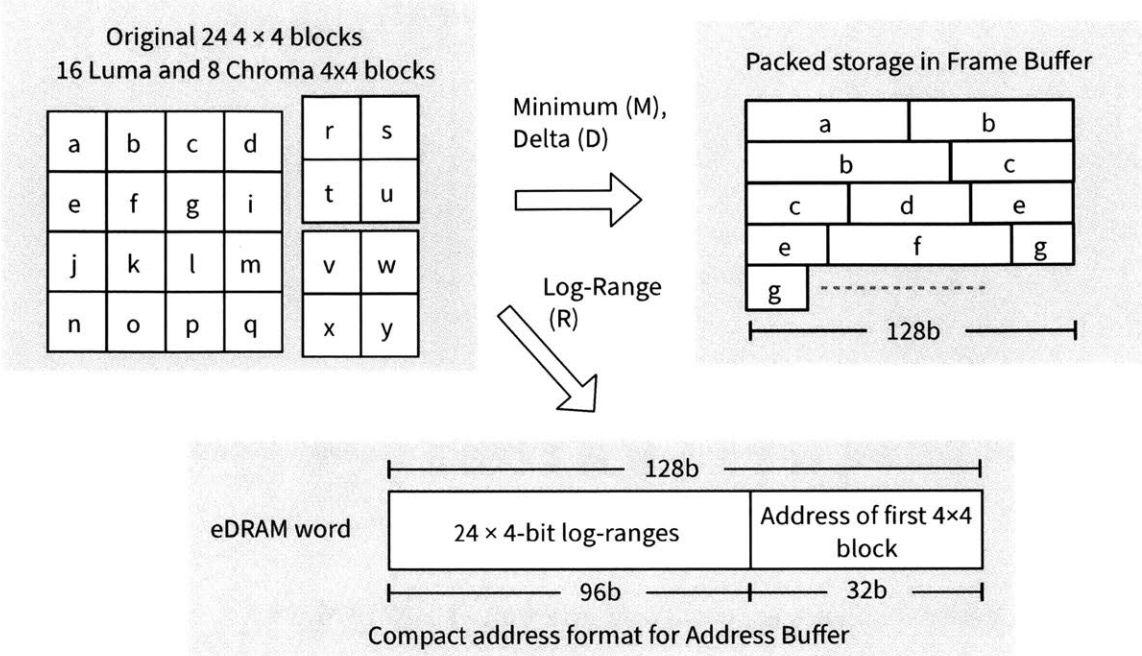 Original 24 4 × 4 blocks
16 Luma and 8 Chroma 4x4 blocks
a b c d
e f g i
j k l m
n o p q
r s
t u
v w
x y
Minimum (M),
Delta (D)
Log-Range
(R)
Packed storage in Frame Buffer
a b
b c
c d e
e f g
g
128b
128b
eDRAM word
24 × 4-bit log-ranges
Address of first 4×4
block
96b 32b
Compact address format for Address Buffer